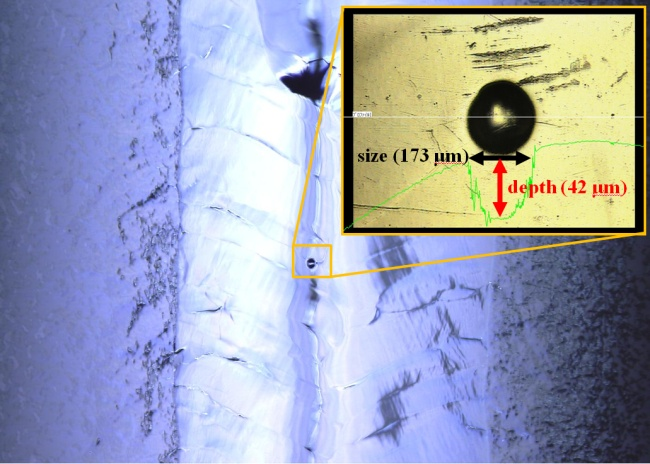 size (173 µm)
depth (42 µm)